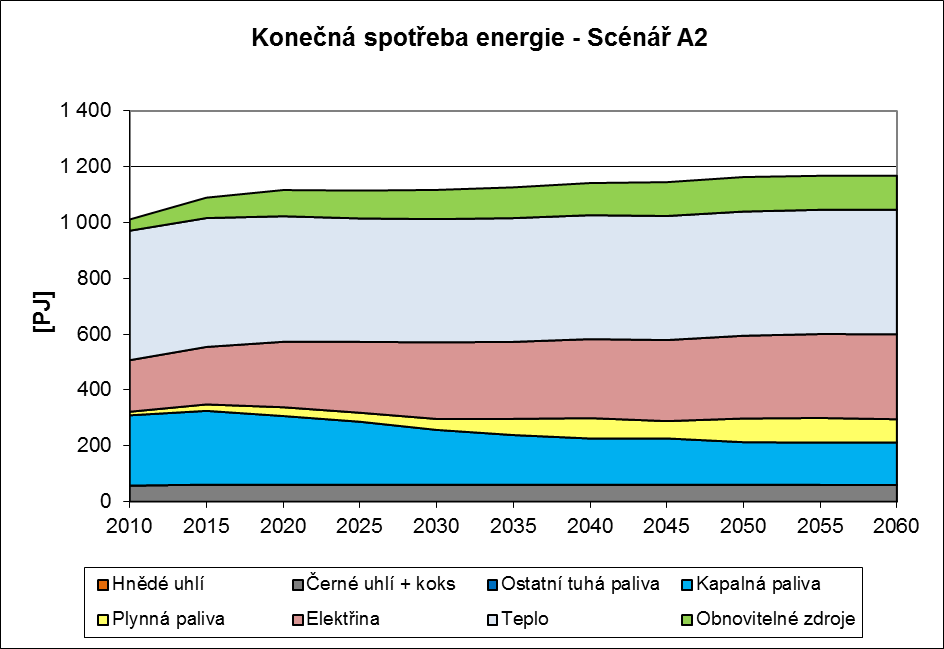 Konečná spotřeba energie - Scénář A2
[PJ]
1 400
1 200
1 000
800
600
400
200
0
2010 2015 2020 2025 2030 2035 2040 2045 2050 2055 2060
Hnědé uhlí Černé uhlí + koks Ostatní tuhá paliva Kapalná paliva
Plynná paliva Elektřina Teplo Obnovitelné zdroje